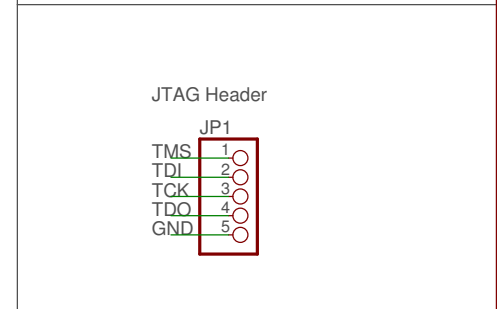 JTAG Header
JP1
TMS 1
TDI 2
TCK 3
TDO 4
GND 5